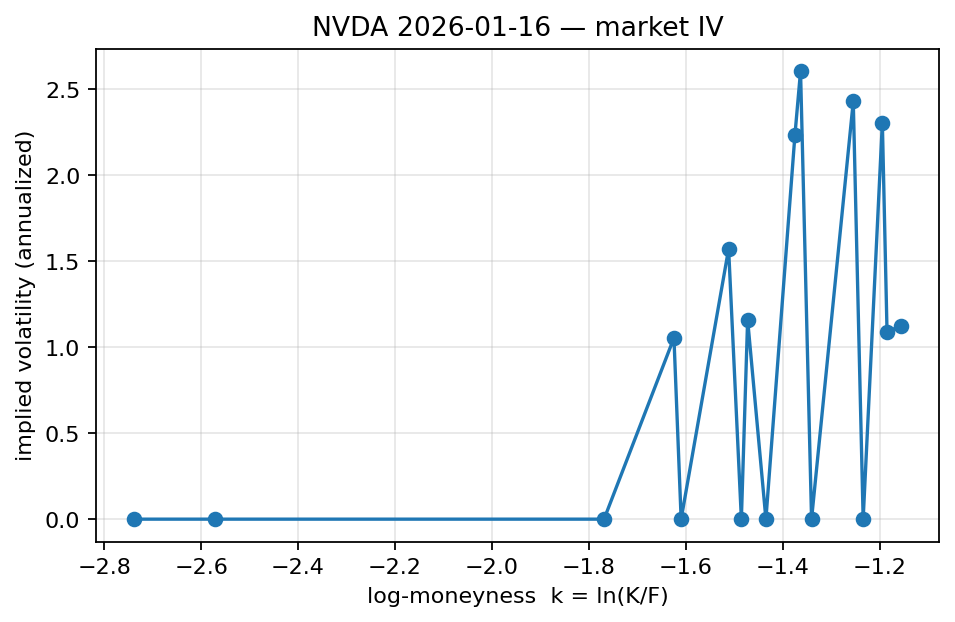 NVDA 2026-01-16 — market IV
implied volatility (annualized)
2.5
2.0
1.5
1.0
0.5
0.0
−2.8 −2.6 −2.4 −2.2 −2.0 −1.8 −1.6 −1.4 −1.2
log-moneyness k = ln(K/F)